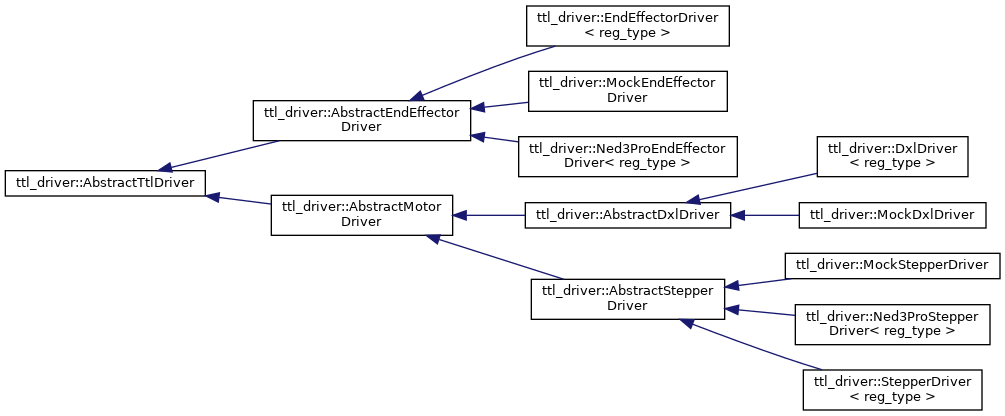 ttl_driver::EndEffectorDriver
< reg_type >
ttl_driver::MockEndEffector
Driver
ttl_driver::AbstractEndEffector
Driver
ttl_driver::Ned3ProEndEffector
Driver< reg_type >
ttl_driver::DxlDriver
< reg_type >
ttl_driver::AbstractTtlDriver
ttl_driver::AbstractMotor
Driver
ttl_driver::AbstractDxlDriver
ttl_driver::MockDxlDriver
ttl_driver::MockStepperDriver
ttl_driver::AbstractStepper
Driver
ttl_driver::Ned3ProStepper
Driver< reg_type >
ttl_driver::StepperDriver
< reg_type >